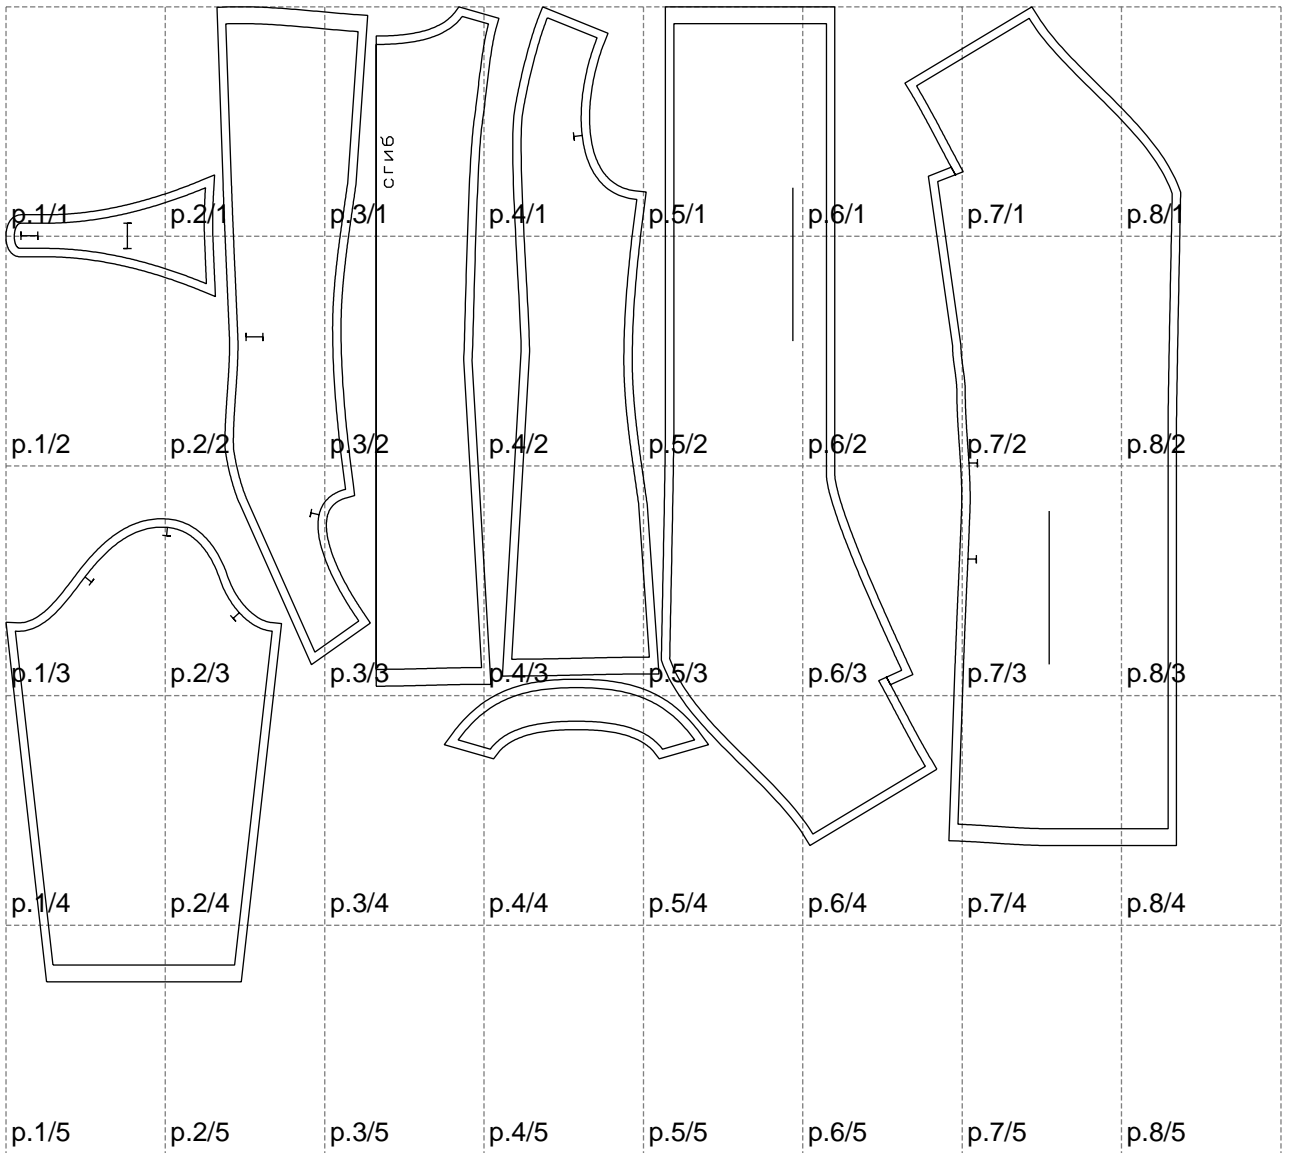 сгиб
p.1/1 p.2/1 p.3/1 p.4/1 p.5/1 p.6/1 p.7/1 p.8/1
p.1/2 p.2/2 p.3/2 p.4/2 p.5/2 p.6/2 p.7/2 p.8/2
p.1/3 p.2/3 p.3/3 p.4/3 p.5/3 p.6/3 p.7/3 p.8/3
p.1/4 p.2/4 p.3/4 p.4/4 p.5/4 p.6/4 p.7/4 p.8/4
p.1/5 p.2/5 p.3/5 p.4/5 p.5/5 p.6/5 p.7/5 p.8/5